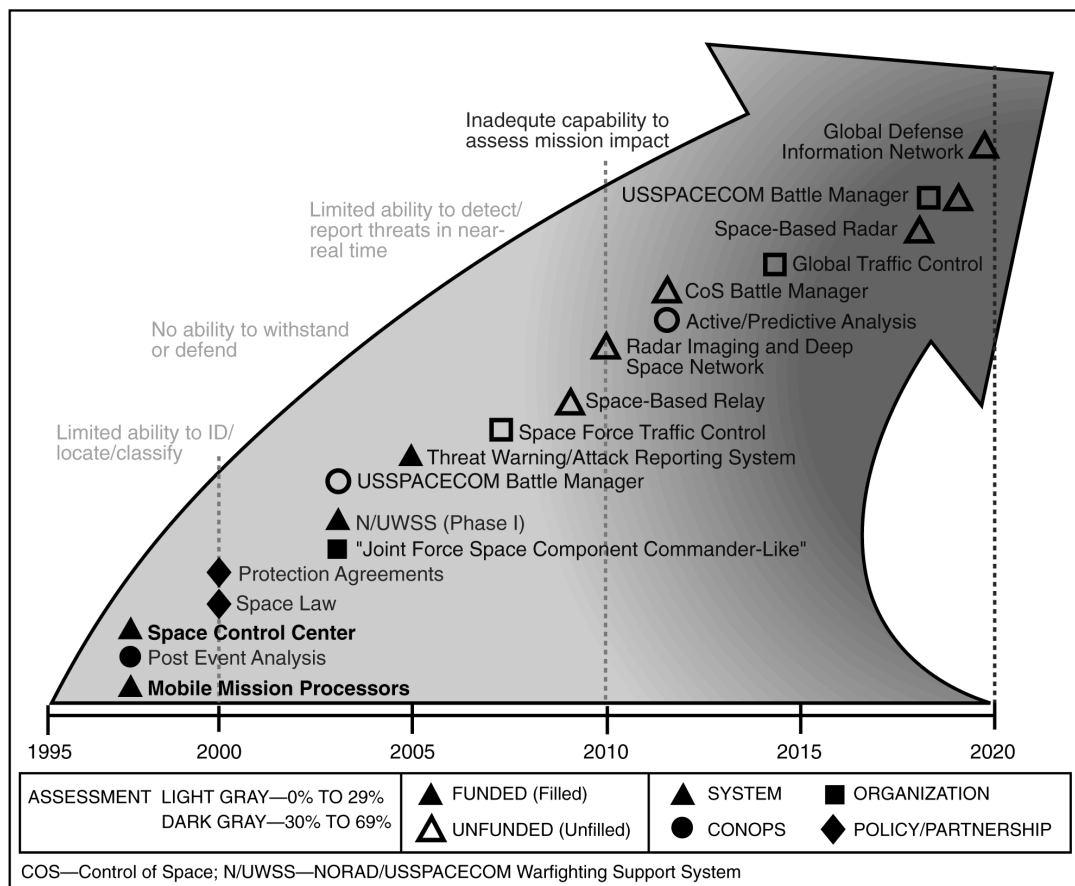 Inadequte capability to
assess mission impact
Global Defense
Information Network
USSPACECOM Battle Manager
Limited ability to detect/
report threats in near-
real time
Space-Based Radar
Global Traffic Control
CoS Battle Manager
No ability to withstand
or defend
Active/Predictive Analysis
Radar Imaging and Deep
Space Network
Space-Based Relay
Limited ability to ID/
locate/classify
Space Force Traffic Control
Threat Warning/Attack Reporting System
USSPACECOM Battle Manager
N/UWSS (Phase I)
"Joint Force Space Component Commander-Like"
Protection Agreements
Space Law
Space Control Center
Post Event Analysis
Mobile Mission Processors
1995 2000 2005 2010 2015 2020
ASSESSMENT LIGHT GRAY—0% TO 29%
DARK GRAY—30% TO 69%
FUNDED (Filled)
UNFUNDED (Unfilled)
SYSTEM
ORGANIZATION
CONOPS
POLICY/PARTNERSHIP
COS—Control of Space; N/UWSS—NORAD/USSPACECOM Warfighting Support System